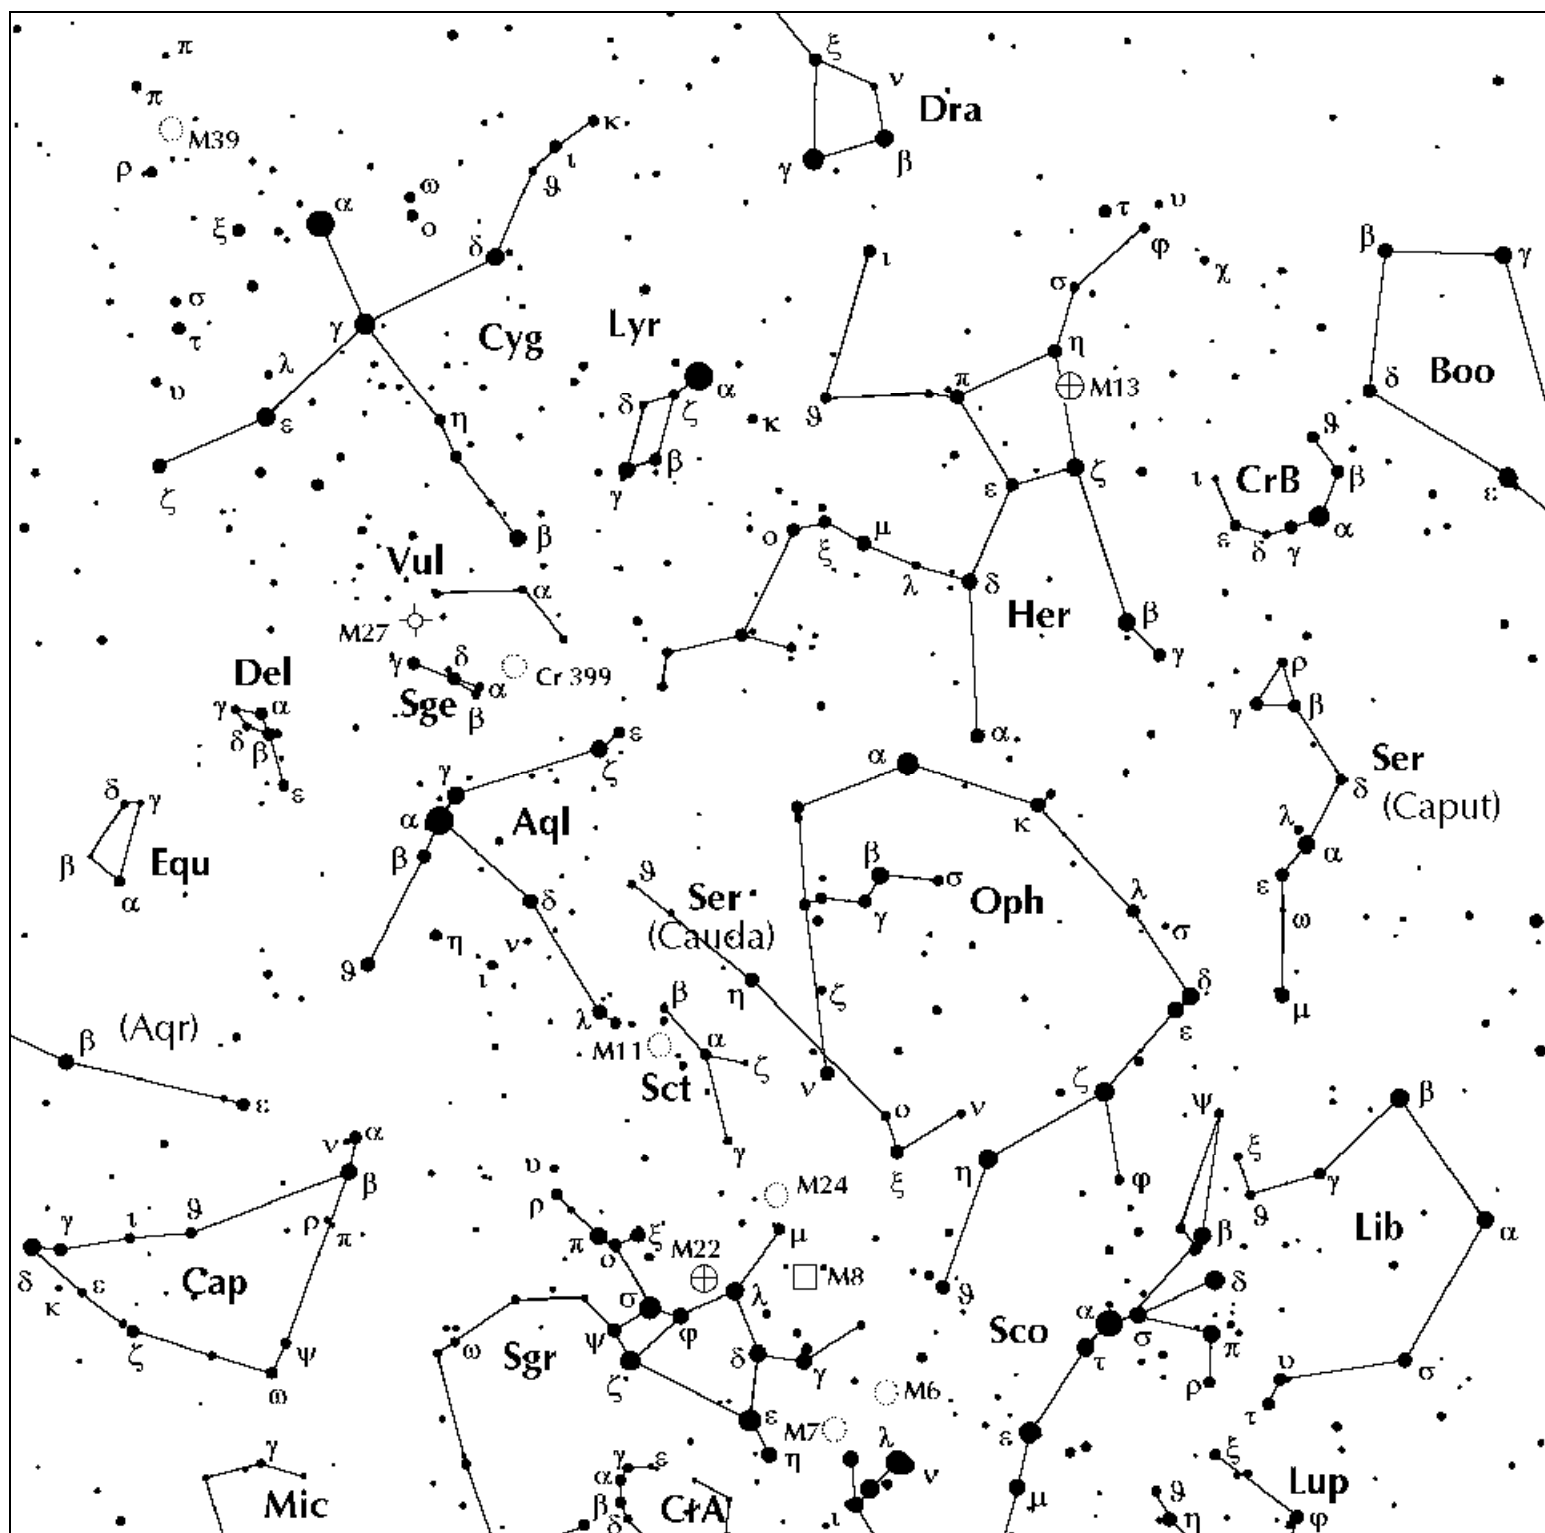 π
ξ
ν
π
Dra
M39
κ
ι
β
γ
ρ
ϑ
ω
α
ο
ξ
δ
τ
υ
φ
χ
ι
β
γ
σ
σ
τ
γ
Cyg
Lyr
η
M13
Boo
λ
υ
α
δ
ζ
π
ϑ
δ
ε
η
κ
ϑ
β
γ
ζ
ε
ζ
ι
CrB
β
ε
ζ
β
ο
ξ
μ
ε
δ
γ
α
Vul
α
λ
δ
Her
β
M27
γ
δ
Cr 399
γ
ρ
Del
Sge
α
β
γ
β
γ
α
δ
β
ε
ζ
α
α
Ser
δ
(Caput)
ε
δ
γ
γ
κ
λ
α
Aql
α
β
Equ
β
α
ϑ
β
σ
Oph
λ
ε
δ
Ser
(Cauda)
γ
σ
ω
η
ν
ϑ
ι
η
ζ
δ
ε
μ
β
(Aqr)
λ
β
α
M11
ζ
Sct
ν
ζ
β
ε
ο
ν
ψ
ν
α
γ
ξ
υ
β
η
φ
ξ
γ
ϑ
M24
ρ
γ
ι
ϑ
ρ
π
π
ο
ξ
μ
M22
β
Lib
α
δ
κ
ε
Cap
M8
σ
φ
λ
ϑ
δ
α
Sco
σ
π
ζ
ψ
ω
ω
Sgr
ψ
ζ
δ
γ
τ
ρ
υ
σ
τ
M6
ε
M7
ε
η
γ
Mic
γ
ε
α
β
δ
CrA
λ
ν
ι
μ
ξ
ϑ
η
Lup
φ